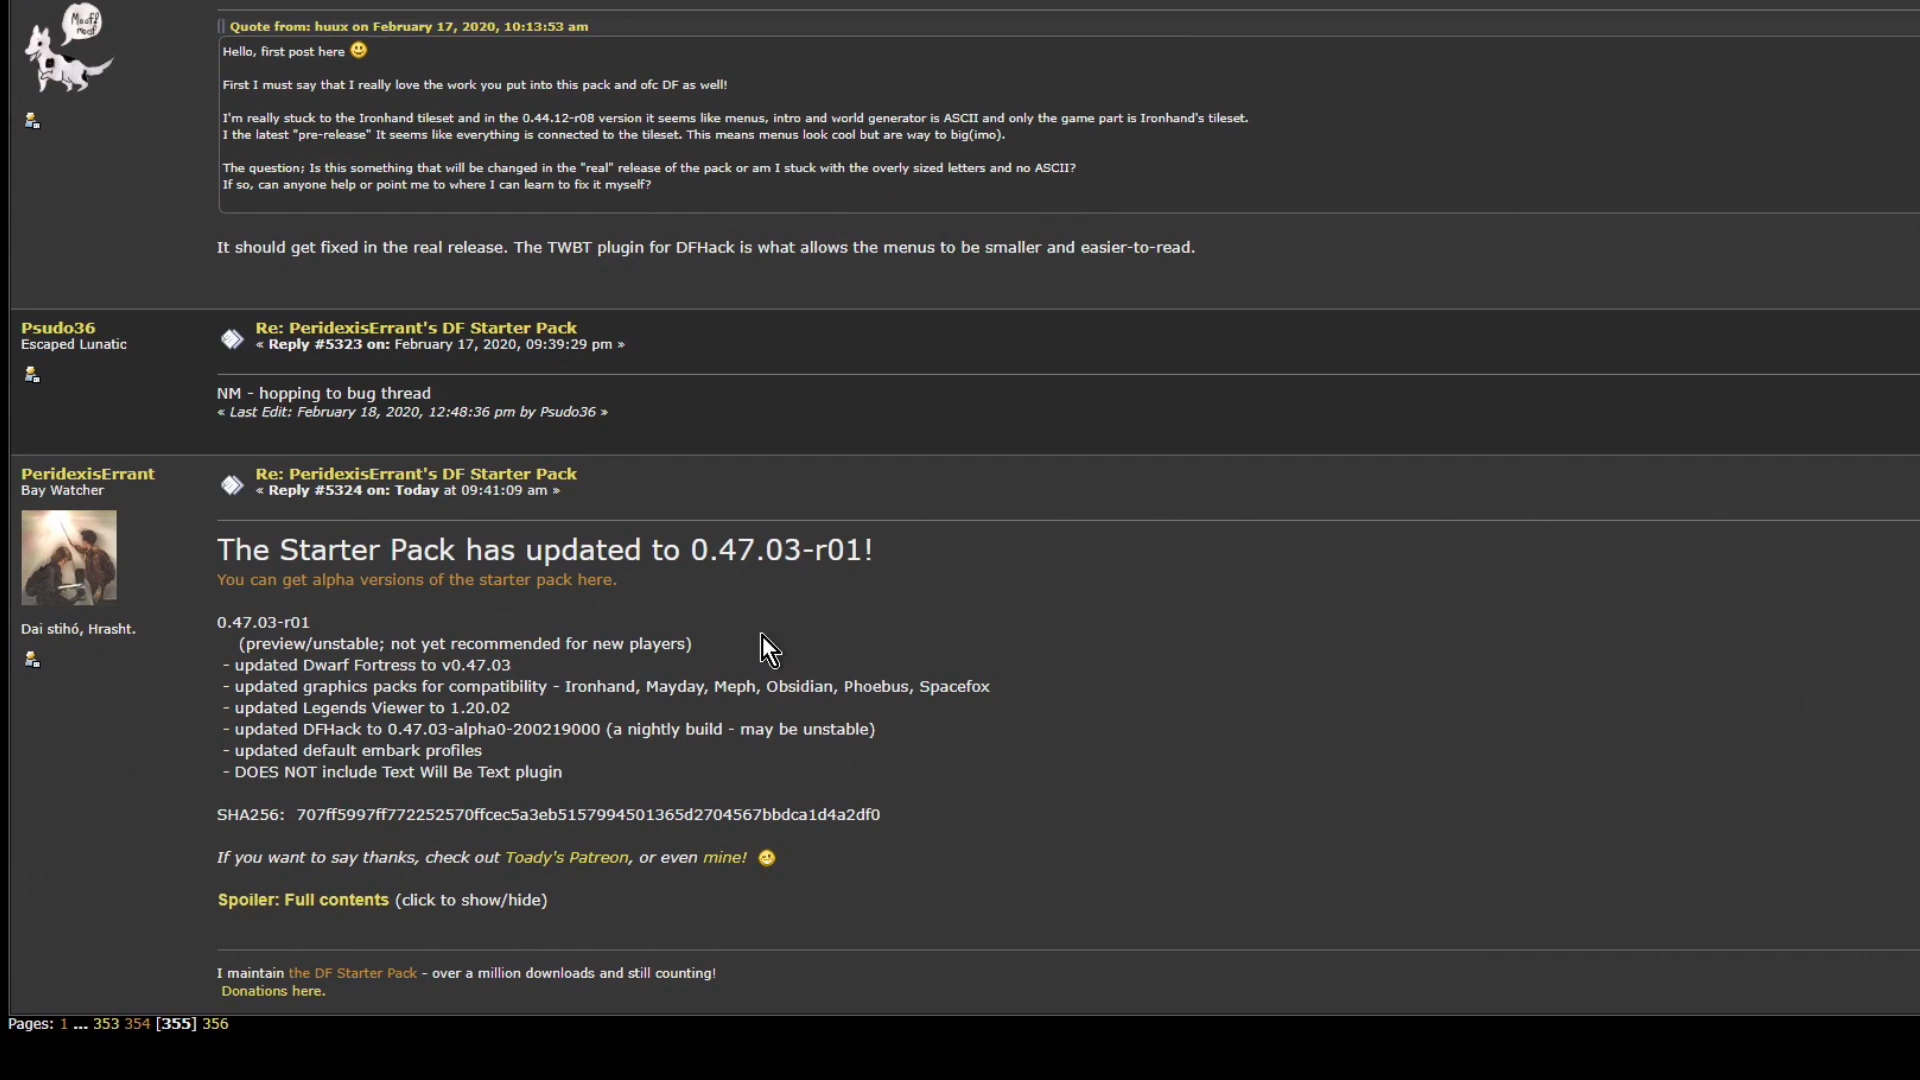 Moof!
moof
Quote from: huux on February 17, 2020, 10:13:53 am
Hello, first post here
First I must say that I really love the work you put into this pack and ofc DF as well!
I'm really stuck to the Ironhand tileset and in the 0.44.12-r08 version it seems like menus, intro and world generator is ASCII and only the game part is Ironhand's tileset.
I the latest "pre-release" It seems like everything is connected to the tileset. This means menus look cool but are way to big(imo).
The question; Is this something that will be changed in the "real" release of the pack or am I stuck with the overly sized letters and no ASCII?
If so, can anyone help or point me to where I can learn to fix it myself?
It should get fixed in the real release. The TWBT plugin for DFHack is what allows the menus to be smaller and easier-to-read.
Psudo36
Escaped Lunatic
Re: PeridexisErrant's DF Starter Pack
« Reply #5323 on: February 17, 2020, 09:39:29 pm »
NM - hopping to bug thread
« Last Edit: February 18, 2020, 12:48:36 pm by Psudo36 »
PeridexisErrant
Bay Watcher
Dai stihó, Hrasht.
Re: PeridexisErrant's DF Starter Pack
« Reply #5324 on: Today at 09:41:09 am »
The Starter Pack has updated to 0.47.03-r01!
You can get alpha versions of the starter pack here.
0.47.03-r01
(preview/unstable; not yet recommended for new players)
- updated Dwarf Fortress to v0.47.03
- updated graphics packs for compatibility - Ironhand, Mayday, Meph, Obsidian, Phoebus, Spacefox
- updated Legends Viewer to 1.20.02
- updated DFHack to 0.47.03-alpha0-200219000 (a nightly build - may be unstable)
- updated default embark profiles
- DOES NOT include Text Will Be Text plugin
SHA256: 707ff5997ff772252570ffcec5a3eb5157994501365d2704567bbdca1d4a2df0
If you want to say thanks, check out Toady's Patreon, or even mine!
Spoiler: Full contents (click to show/hide)
I maintain the DF Starter Pack - over a million downloads and still counting!
Donations here.
Pages: 1 ... 353 354 [355] 356